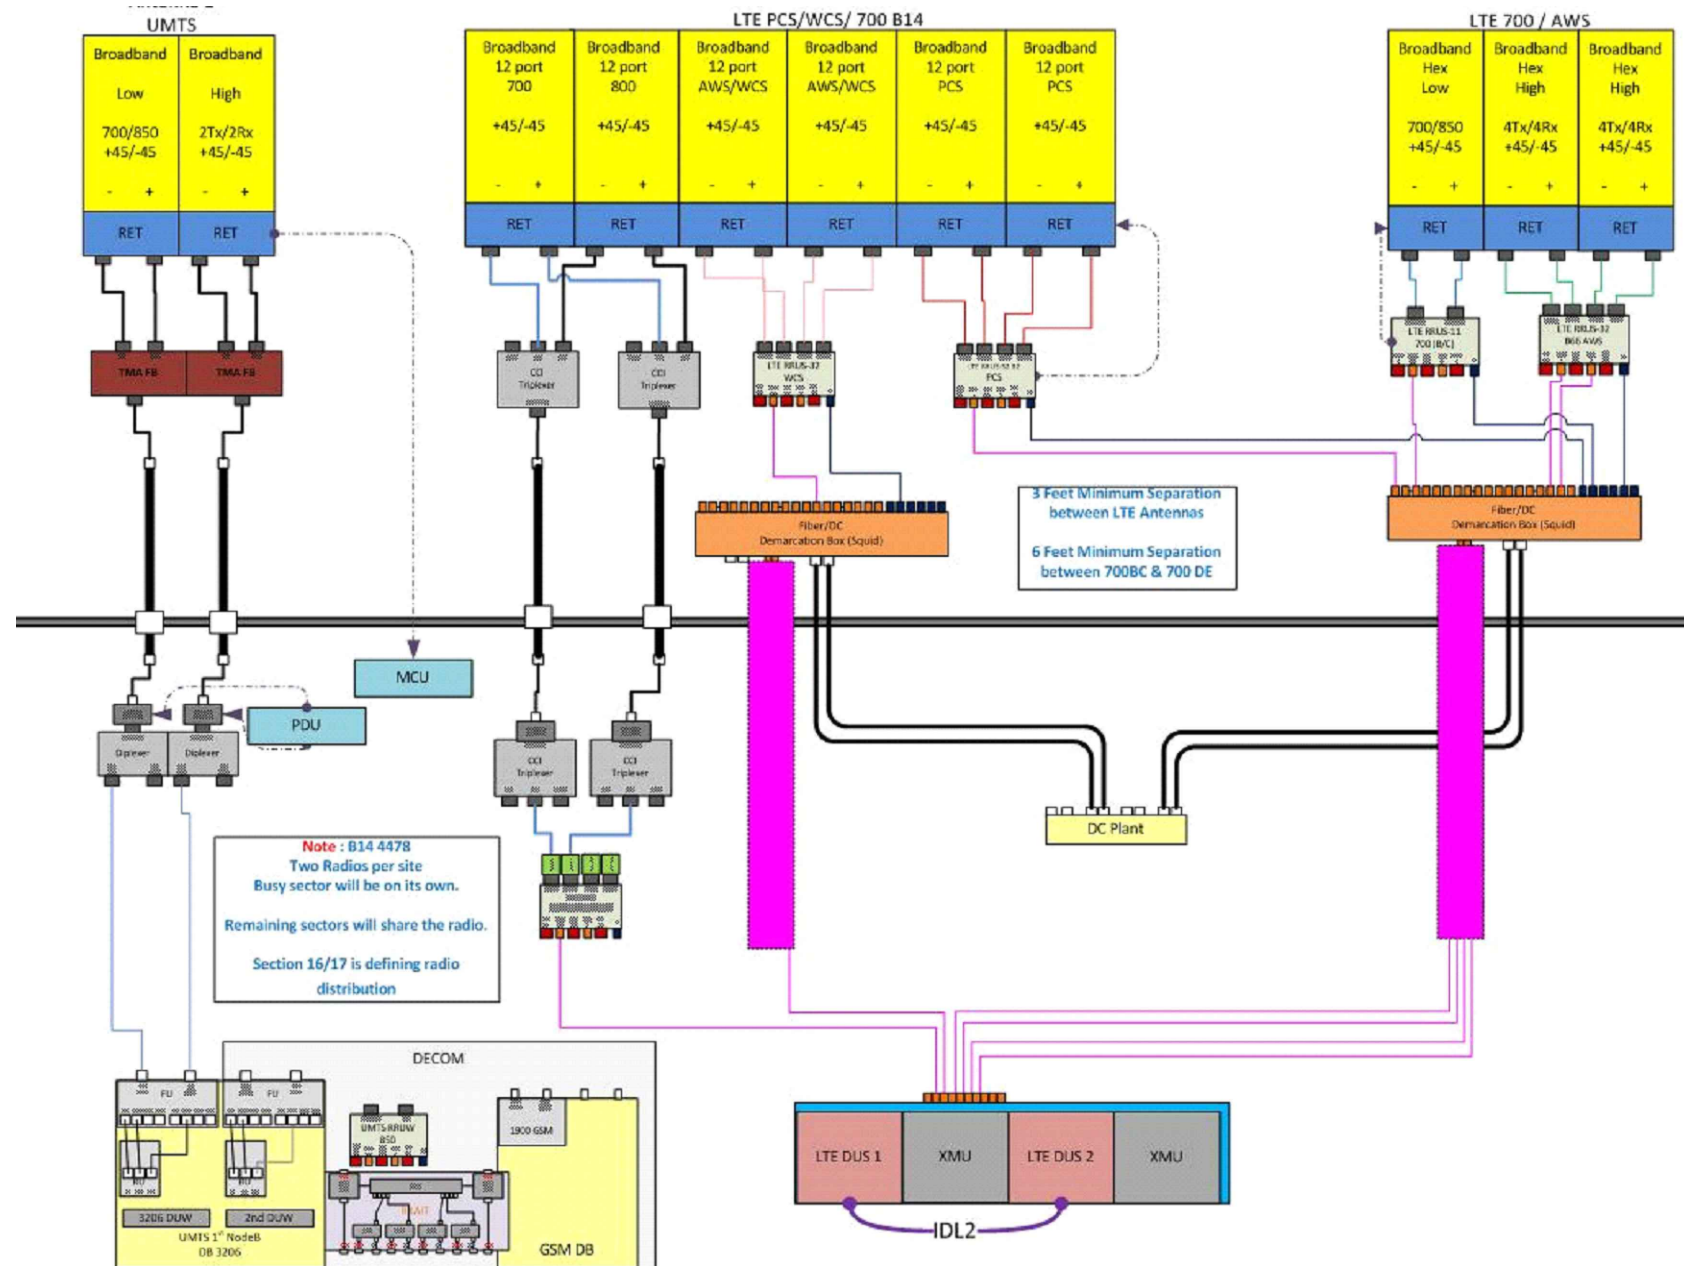 UMTS
Broadband
Low
700/850
+45/-45
- +
Broadband
High
2Tx/2Rx
+45/-45
- +
RET
RET
TMA FB
TMA FB
LTE PCS/WCS/ 700 B14
Broadband
12 port
700
+45/-45
- +
Broadband
12 port
800
+45/-45
- +
Broadband
12 port
AWS/WCS
+45/-45
- +
Broadband
12 port
AWS/WCS
+45/-45
- +
Broadband
12 port
PCS
+45/-45
- +
Broadband
12 port
PCS
+45/-45
- +
RET
RET
RET
RET
RET
RET
LTE 700 / AWS
Broadband
Hex
Low
700/850
+45/-45
- +
Broadband
Hex
High
4Tx/4Rx
+45/-45
- +
Broadband
Hex
High
4Tx/4Rx
+45/-45
- +
RET
RET
RET
CCI
Triplexer
CCI
Triplexer
LTE RRUS-32
WCS
PCS
LTE RRUS-11
700 (B/C)
LTE RRUS-32
B66 AWS
Fiber/DC
Demarcation Box (Squid)
3 Feet Minimum Separation
between LTE Antennas
6 Feet Minimum Separation
between 700BC & 700 DE
Fiber/DC
Demarcation Box (Squid)
MCU
PDU
Diplexer
Diplexer
CCI
Triplexer
CCI
Triplexer
DC Plant
Note : B14 4478
Two Radios per site
Busy sector will be on its own.
Remaining sectors will share the radio.
Section 16/17 is defining radio
distribution
DECOM
FU
FU
RU
RU
3206 DUW
2nd DUW
UMTS 1st NodeB
DB 3206
UMTS RRUW
850
1900 GSM
GSM DB
LTE DUS 1
XMU
LTE DUS 2
XMU
IDL2